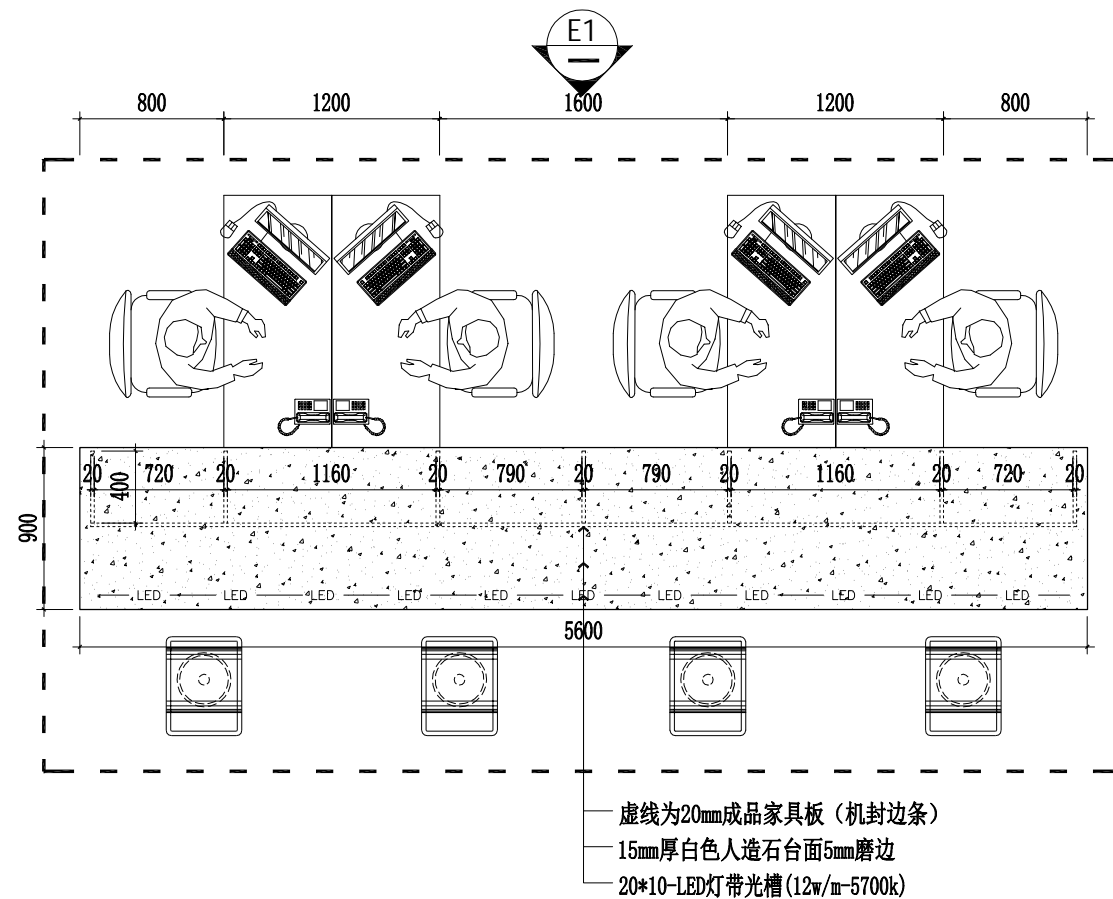 E1
800 1200 1600 1200 800
20 720 20 1160 20 790 20 790 20 1160 20 720 20
400
900
LED LED LED LED LED LED LED LED LED LED LED
5600
虚线为20mm成品家具板（机封边条）
15mm厚白色人造石台面5mm磨边
20*10-LED灯带光槽(12w/m-5700k)